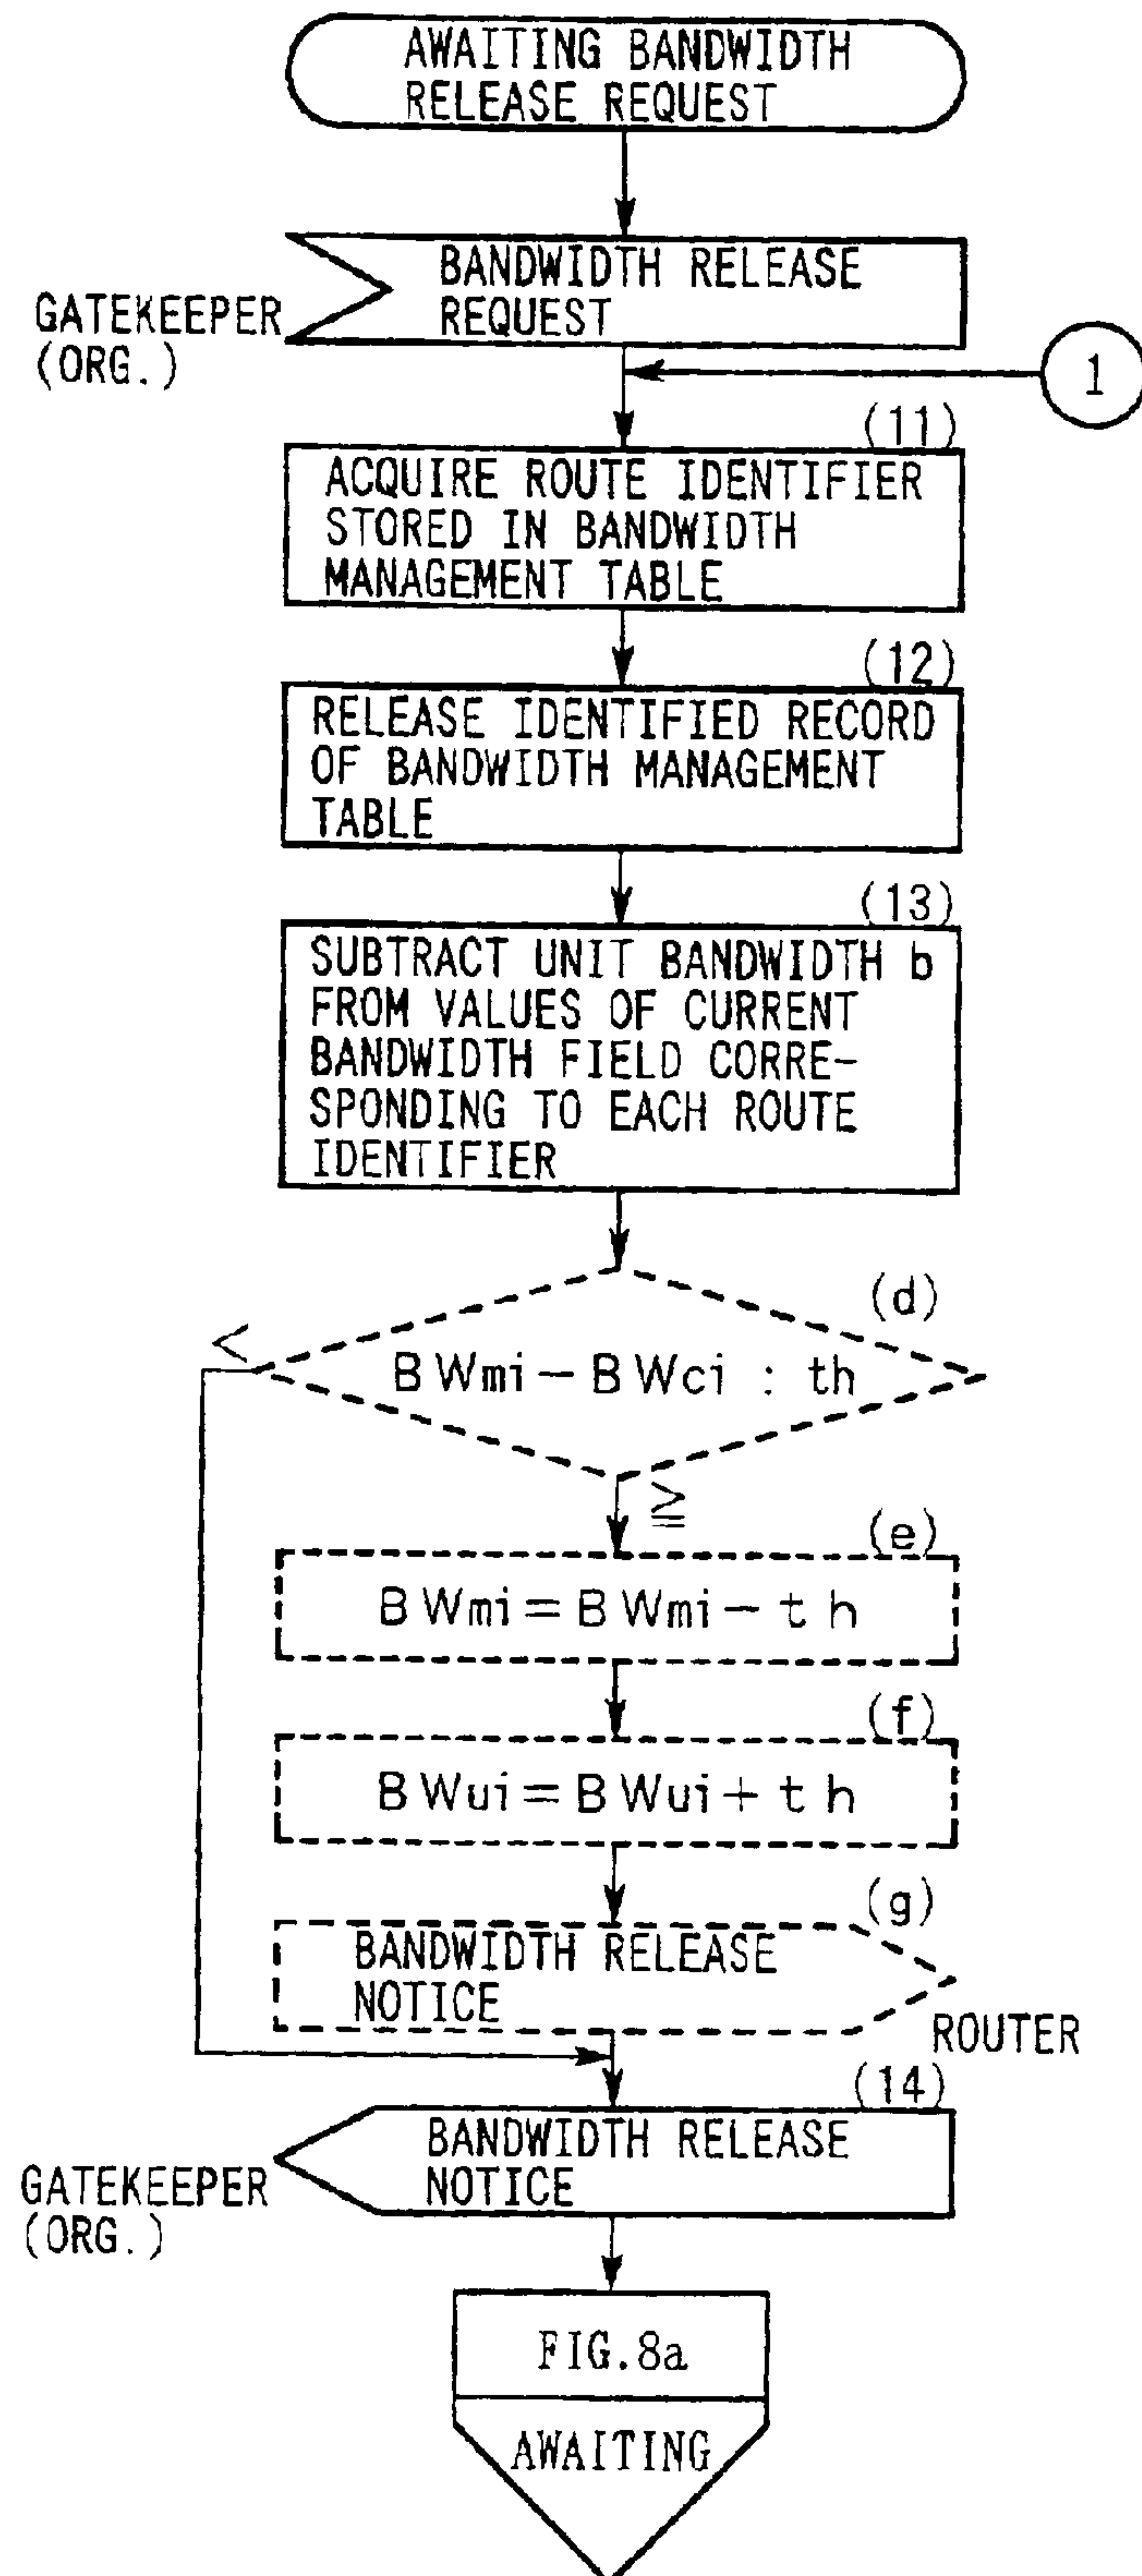 AWAITING BANDWIDTH
RELEASE REQUEST
BANDWIDTH RELEASE
REQUEST
GATEKEEPER
(ORG.)
1
(11)
ACQUIRE ROUTE IDENTIFIER
STORED IN BANDWIDTH
MANAGEMENT TABLE
(12)
RELEASE IDENTIFIED RECORD
OF BANDWIDTH MANAGEMENT
TABLE
(13)
SUBTRACT UNIT BANDWIDTH b
FROM VALUES OF CURRENT
BANDWIDTH FIELD CORRE-
SPONDING TO EACH ROUTE
IDENTIFIER
(d)
<
BWmi-BWci : th
≧
(e)
BWmi=BWmi-th
(f)
BWui=BWui+th
(g)
BANDWIDTH RELEASE
NOTICE
ROUTER
(14)
BANDWIDTH RELEASE
NOTICE
GATEKEEPER
(ORG.)
FIG.8a
AWAITING